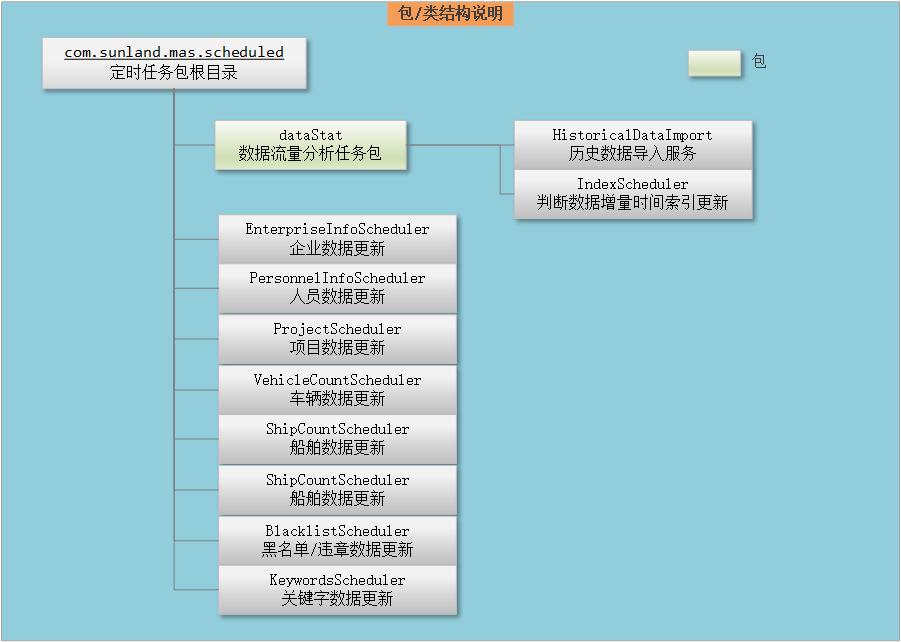 包/类结构说明
com.sunland.mas.scheduled
定时任务包根目录
包
dataStat
数据流量分析任务包
HistoricalDataImport
历史数据导入服务
IndexScheduler
判断数据增量时间索引更新
EnterpriseInfoScheduler
企业数据更新
PersonnelInfoScheduler
人员数据更新
ProjectScheduler
项目数据更新
VehicleCountScheduler
车辆数据更新
ShipCountScheduler
船舶数据更新
ShipCountScheduler
船舶数据更新
BlacklistScheduler
黑名单/违章数据更新
KeywordsScheduler
关键字数据更新